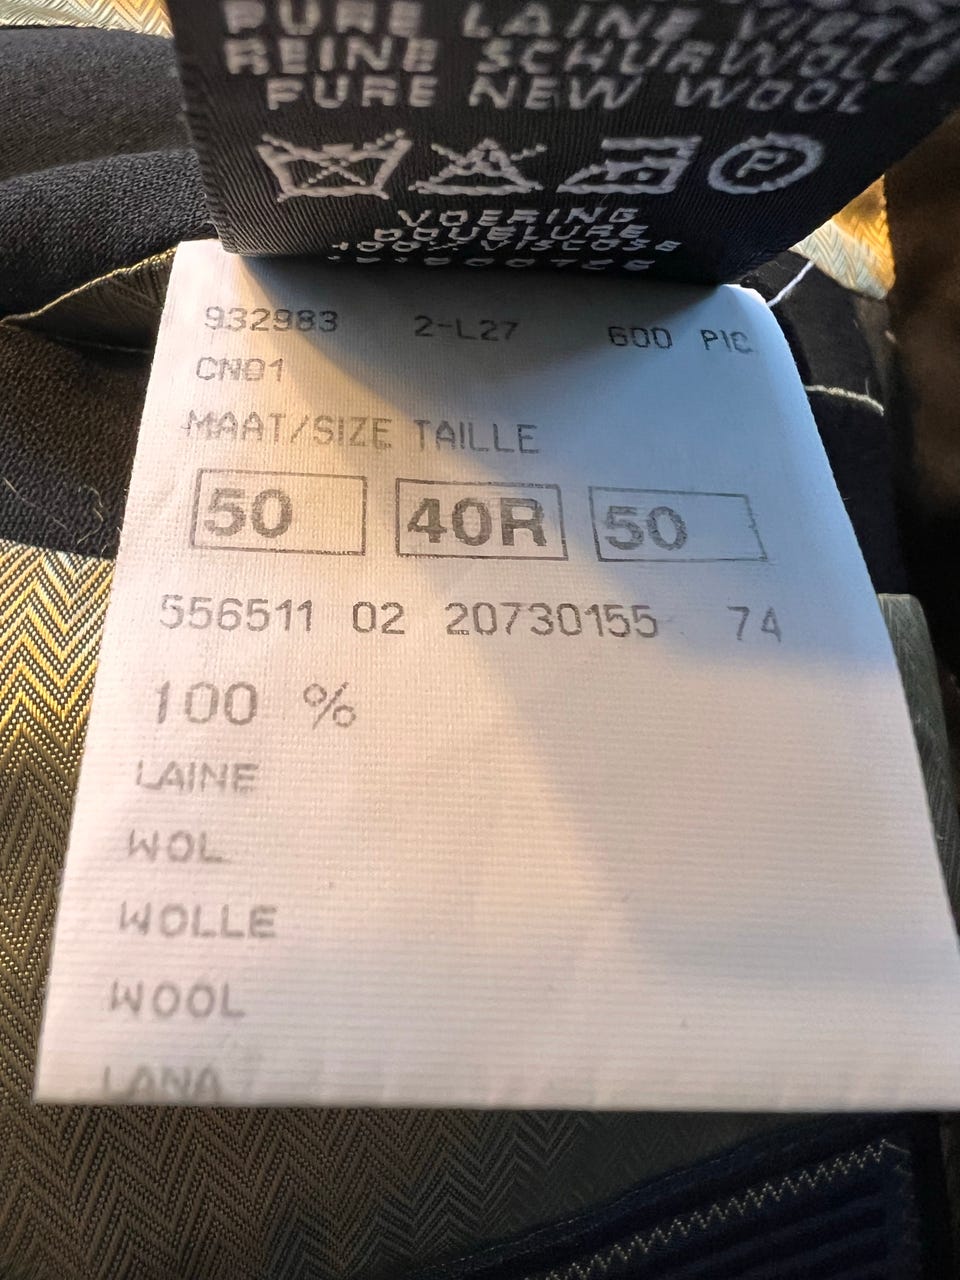 PURE LAINE VIERGE
REINE SCHURWOLLE
PURE NEW WOOL
P
VOERING
DOUBLURE
100% VISCOSE
932983 2-L27 600 PIC
CN01
MAAT/SIZE TAILLE
50 40R 50
556511 02 20730155 74
100 %
LAINE
WOL
WOLLE
WOOL
LANA